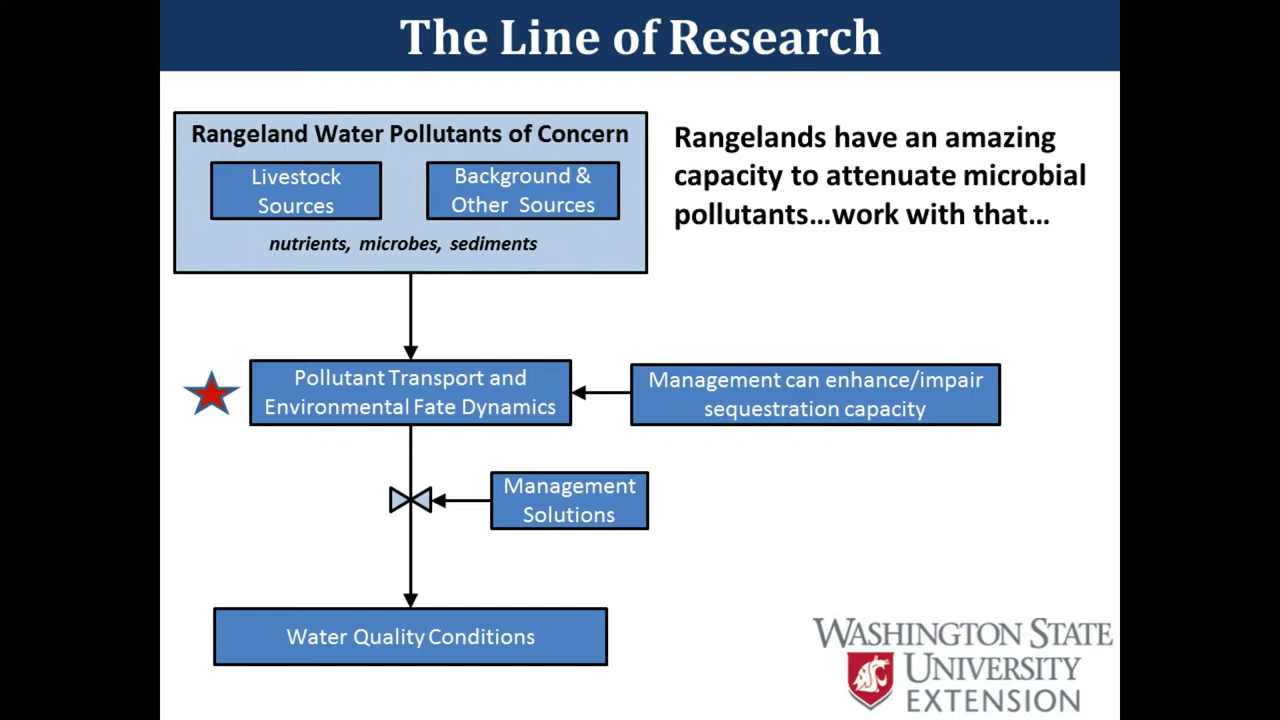 The Line of Research
Rangeland Water Pollutants of Concern
Livestock
Sources
Background &
Other Sources
nutrients, microbes, sediments
Rangelands have an amazing
capacity to attenuate microbial
pollutants…work with that…
Pollutant Transport and
Environmental Fate Dynamics
Management can enhance/impair
sequestration capacity
Management
Solutions
Water Quality Conditions
WASHINGTON STATE
UNIVERSITY
EXTENSION